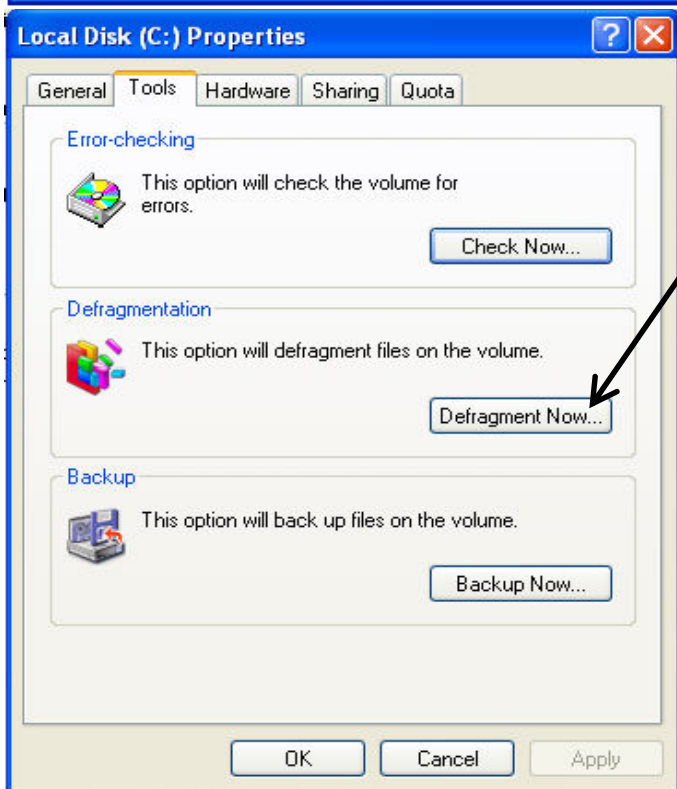 Local Disk (C:) Properties
General Tools Hardware Sharing Quota
Error-checking
This option will check the volume for
errors.
Check Now...
Defragmentation
This option will defragment files on the volume.
Defragment Now...
Backup
This option will back up files on the volume.
Backup Now...
OK Cancel Apply